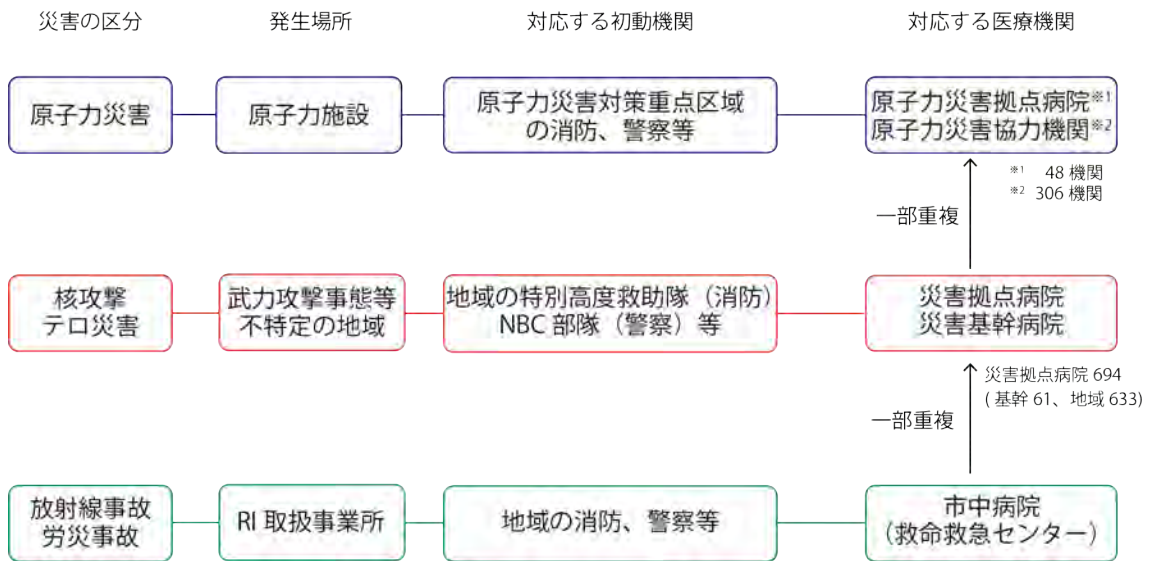 災害の区分
発生場所
対応する初動機関
対応する医療機関
原子力災害
原子力施設
原子力災害対策重点区域
の消防、警察等
原子力災害拠点病院※1
原子力災害協力機関※2
※1 48 機関
※2 306 機関
一部重複
核攻撃
テロ災害
武力攻撃事態等
不特定の地域
地域の特別高度救助隊（消防）
NBC 部隊（警察）等
災害拠点病院
災害基幹病院
災害拠点病院 694
( 基幹 61、地域 633)
一部重複
放射線事故
労災事故
RI 取扱事業所
地域の消防、警察等
市中病院
（救命救急センター）